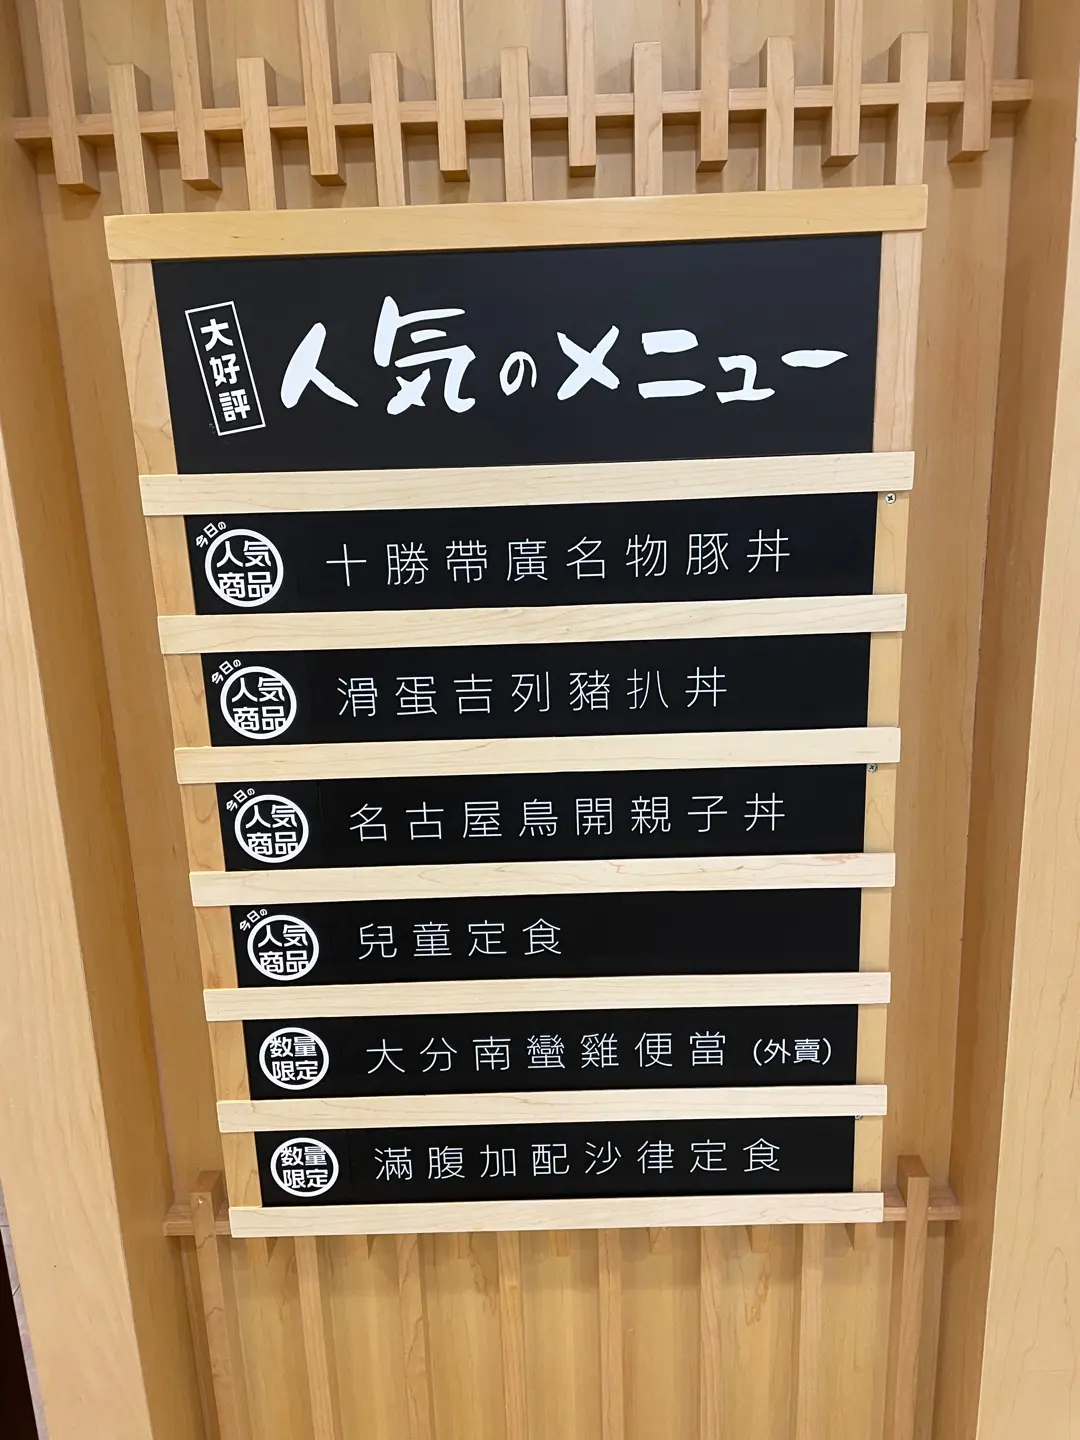 大好評
人気のメニュー
今日の
人気
商品
十勝帶廣名物豚丼
今日の
人気
商品
滑蛋吉列豬扒丼
今日の
人気
商品
名古屋鳥開親子丼
今日の
人気
商品
兒童定食
数量
限定
大分南蠻雞便當（外賣）
数量
限定
滿腹加配沙律定食